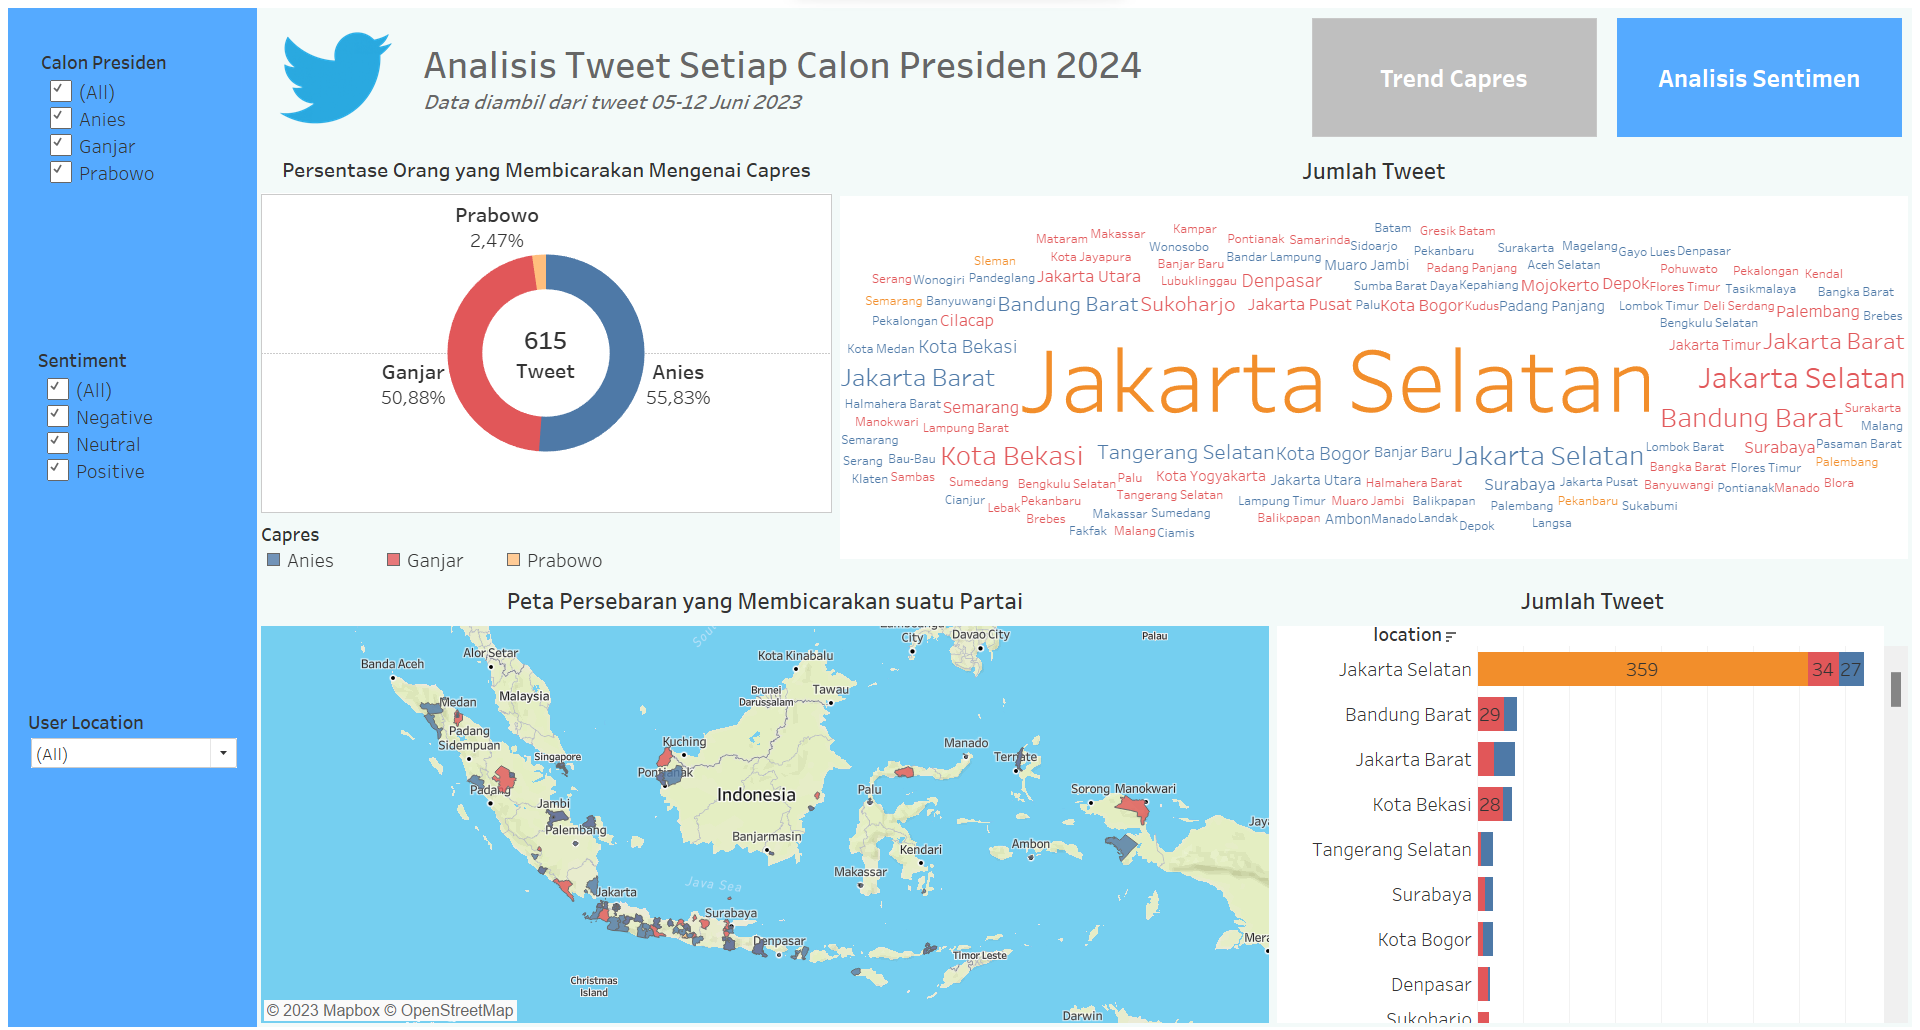 Calon Presiden
(All)
Anies
Ganjar
Prabowo
Sentiment
(All)
Negative
Neutral
Positive
User Location
(All)
Analisis Tweet Setiap Calon Presiden 2024
Data diambil dari tweet 05-12 Juni 2023
Trend Capres
Analisis Sentimen
Persentase Orang yang Membicarakan Mengenai Capres
Prabowo
2,47%
615
Tweet
Ganjar
50,88%
Anies
55,83%
Capres
Anies
Ganjar
Prabowo
Jumlah Tweet
Kampar
Batam
Gresik
Batam
Mataram
Makassar
Wonosobo
Pontianak
Samarinda
Sidoarjo
Pekanbaru
Surakarta
Magelang
Gayo Lues
Denpasar
Sleman
Kota Jayapura
Banjar Baru
Bandar Lampung
Muaro Jambi
Padang Panjang
Aceh Selatan
Pohuwato
Pekalongan
Kendal
Serang
Wonogiri
Pandeglang
Jakarta Utara
Lubuklinggau
Denpasar
Sumba Barat Daya
Kepahiang
Mojokerto
Depok
Flores Timur
Tasikmalaya
Bangka Barat
Semarang
Banyuwangi
Bandung Barat
Sukoharjo
Jakarta Pusat
Palu
Kota Bogor
Kudus
Padang Panjang
Lombok Timur
Deli Serdang
Palembang
Brebes
Pekalongan
Cilacap
Bengkulu Selatan
Kota Medan
Kota Bekasi
Jakarta Timur
Jakarta Barat
Jakarta Barat
Jakarta Selatan
Jakarta Selatan
Halmahera Barat
Semarang
Bandung Barat
Surakarta
Manokwari
Lampung Barat
Malang
Semarang
Kota Bekasi
Tangerang Selatan
Kota Bogor
Banjar Baru
Jakarta Selatan
Lombok Barat
Surabaya
Pasaman Barat
Serang
Bau-Bau
Bangka Barat
Flores Timur
Palembang
Klaten
Sambas
Sumedang
Bengkulu Selatan
Palu
Kota Yogyakarta
Jakarta Utara
Halmahera Barat
Surabaya
Jakarta Pusat
Banyuwangi
Pontianak
Manado
Blora
Cianjur
Lebak
Pekanbaru
Tangerang Selatan
Lampung Timur
Muaro Jambi
Balikpapan
Palembang
Pekanbaru
Sukabumi
Brebes
Makassar
Sumedang
Balikpapan
Ambon
Manado
Landak
Depok
Langsa
Fakfak
Malang
Ciamis
Peta Persebaran yang Membicarakan suatu Partai
City
Davao City
Palau
Banda Aceh
Alor Setar
Kota Kinabalu
Malaysia
Brunei
Darussalam
Tawau
Medan
Padang
Sidempuan
Singapore
Kuching
Manado
Ternate
Pontianak
Padang
Indonesia
Palu
Sorong
Manokwari
Jambi
Palembang
Banjarmasin
Kendari
Ambon
Makassar
Java Sea
Jakarta
Surabaya
Denpasar
Timor Leste
Christmas
Island
Darwin
© 2023 Mapbox © OpenStreetMap
Jumlah Tweet
location
Jakarta Selatan
359
34
27
Bandung Barat
29
Jakarta Barat
Kota Bekasi
28
Tangerang Selatan
Surabaya
Kota Bogor
Denpasar
Sukoharjo